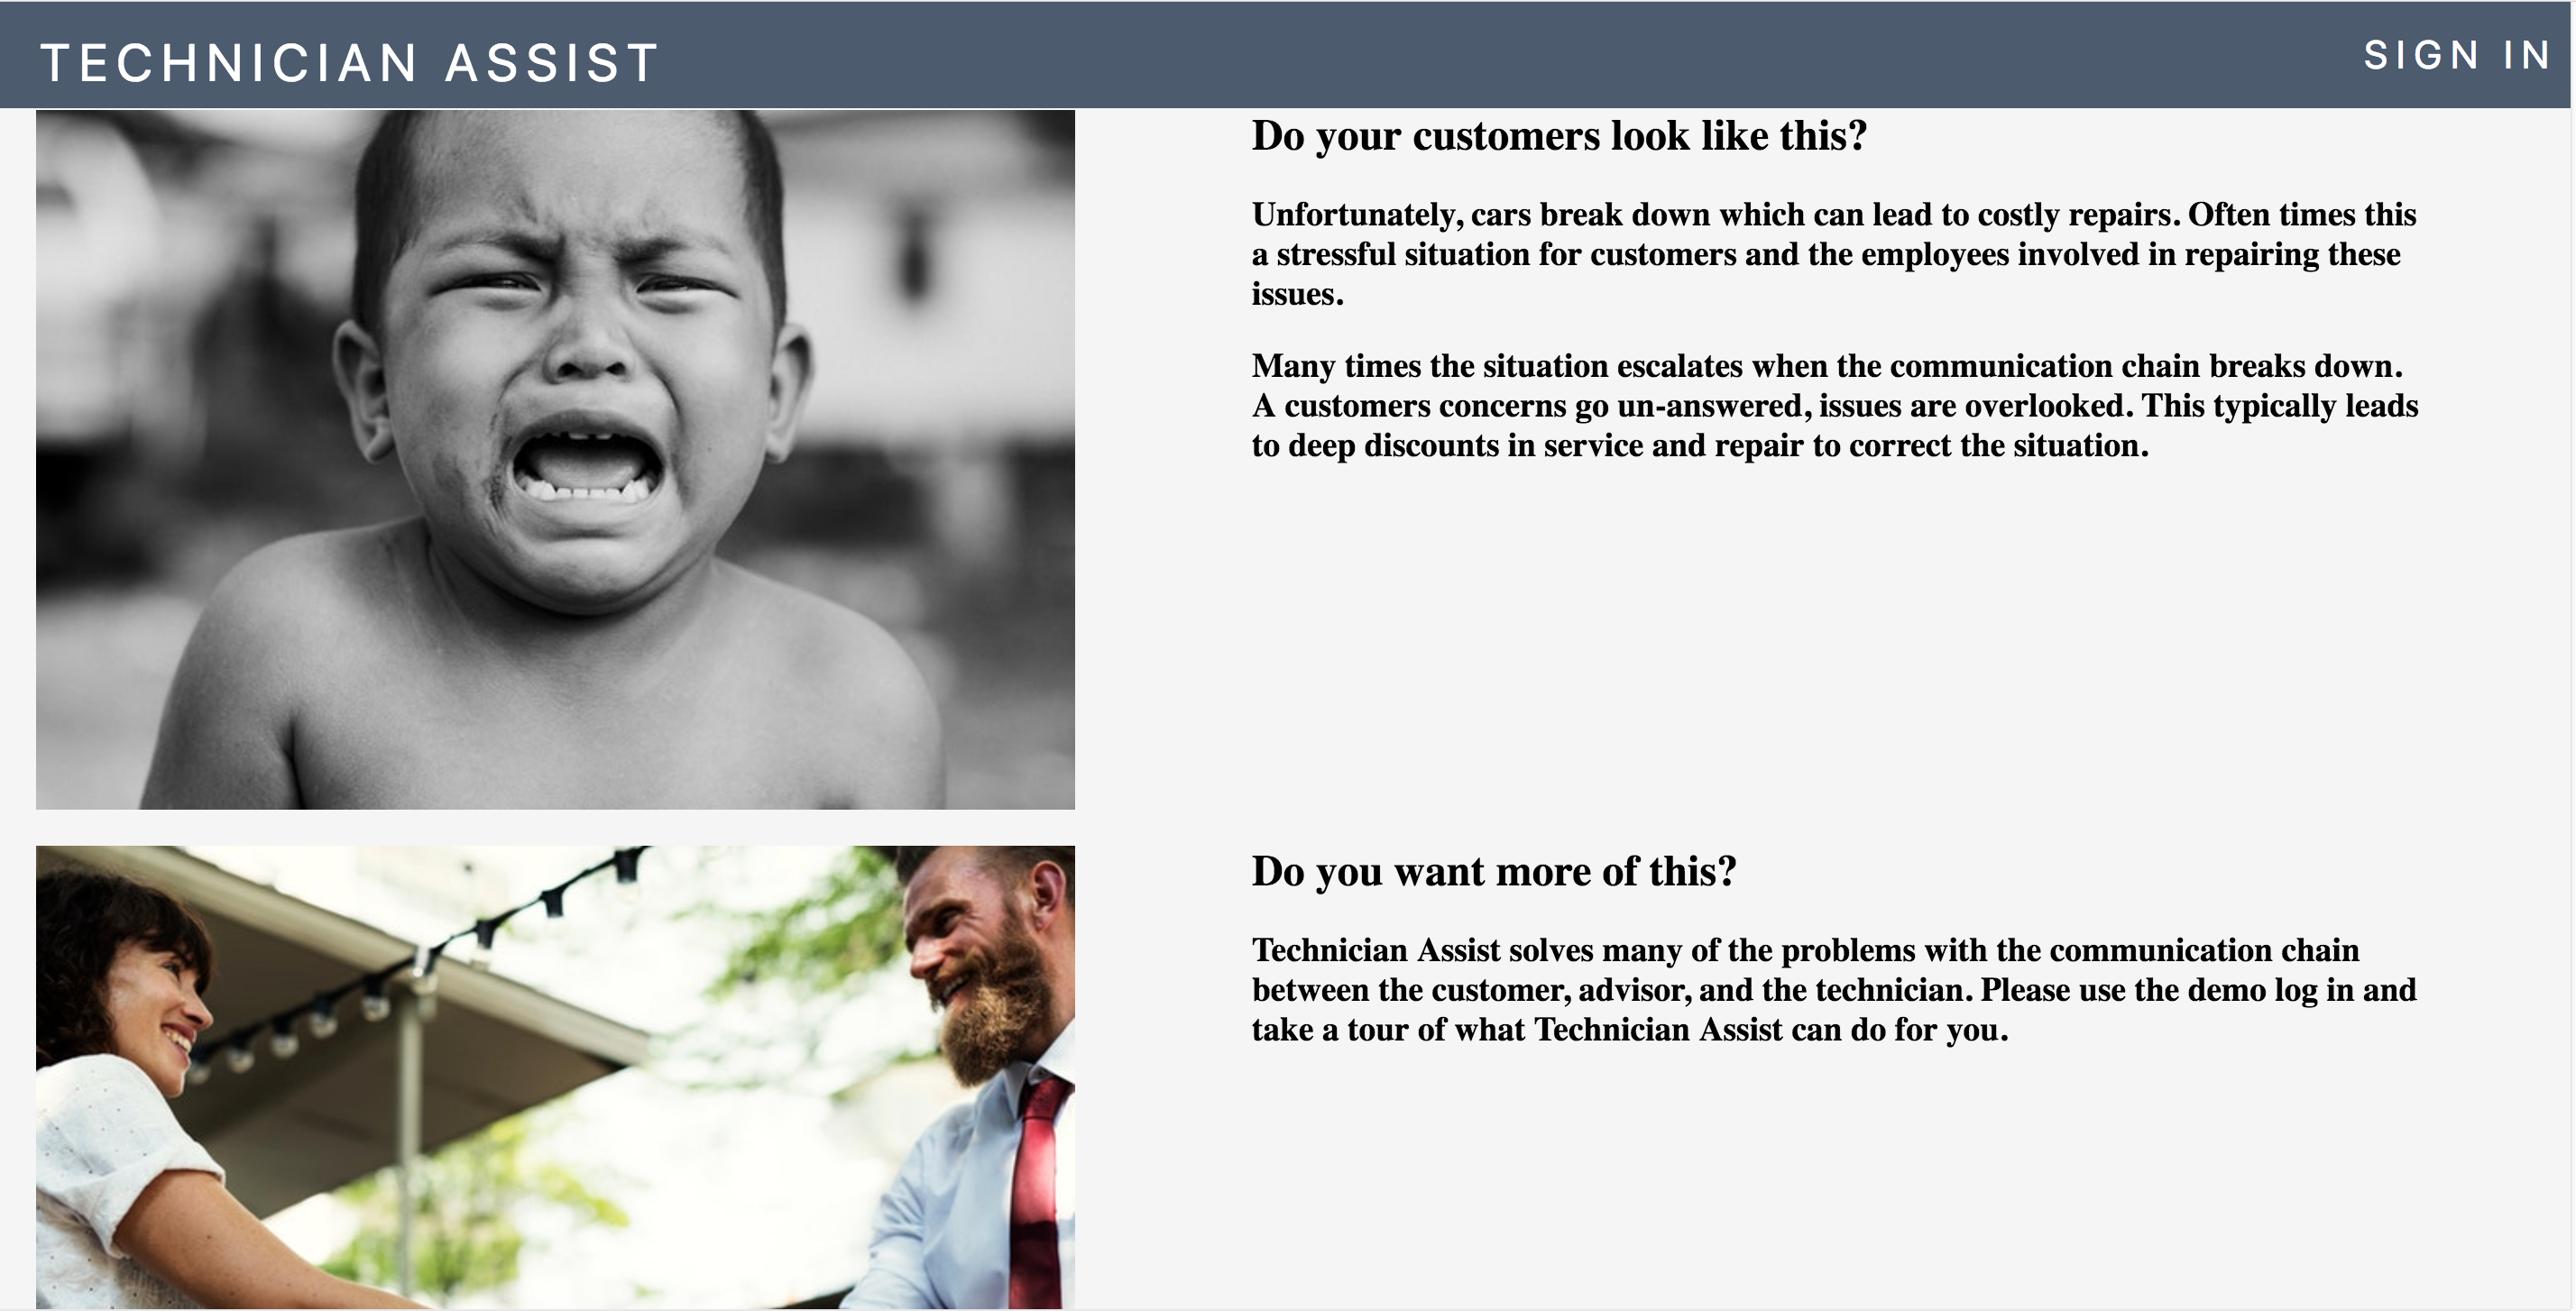 TECHNICIAN ASSIST
SIGN IN
Do your customers look like this?
Unfortunately, cars break down which can lead to costly repairs. Often times this
a stressful situation for customers and the employees involved in repairing these
issues.
Many times the situation escalates when the communication chain breaks down.
A customers concerns go un-answered, issues are overlooked. This typically leads
to deep discounts in service and repair to correct the situation.
Do you want more of this?
Technician Assist solves many of the problems with the communication chain
between the customer, advisor, and the technician. Please use the demo log in and
take a tour of what Technician Assist can do for you.